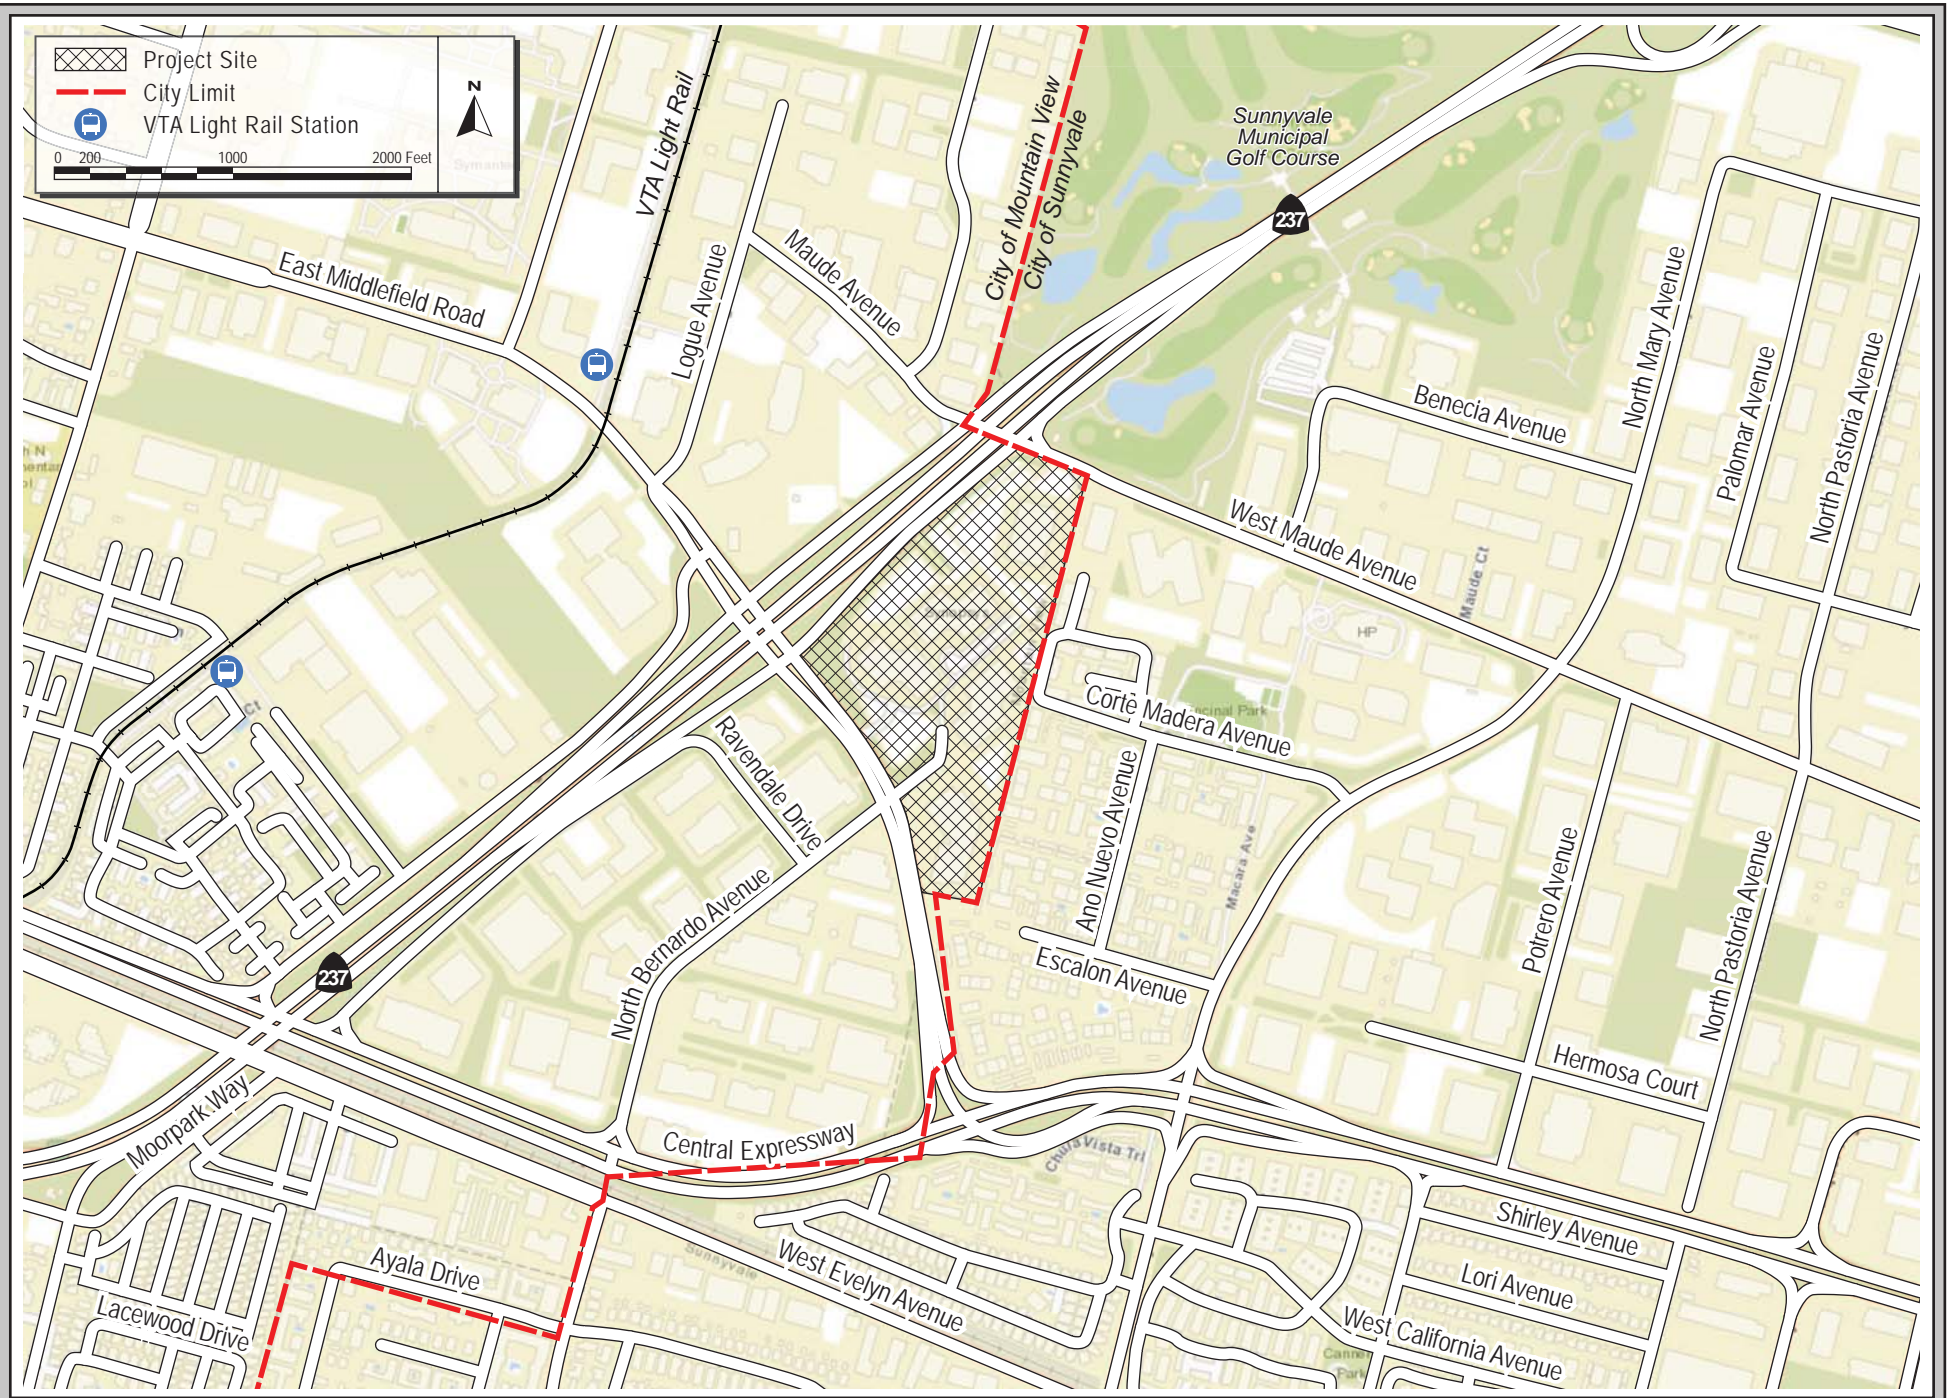 Project Site
City Limit
VTA Light Rail Station
N
0 200 1000 2000 Feet
VTA Light Rail
City of Mountain View
City of Sunnyvale
Sunnyvale
Municipal
Golf Course
237
East Middlefield Road
Logue Avenue
Maude Avenue
North Mary Avenue
Palomar Avenue
North Pastoria Avenue
Benecia Avenue
West Maude Avenue
Maude Ct
HP
Ct
Corte Madera Avenue
Park
Ravendale Drive
Ano Nuevo Avenue
Macara Ave
North Bernardo Avenue
Escalon Avenue
Potrero Avenue
North Pastoria Avenue
237
Hermosa Court
Moorpark Way
Central Expressway
Chula Vista Trl
Shirley Avenue
Sunnyvale
West Evelyn Avenue
Ayala Drive
Lori Avenue
Lacewood Drive
West California Avenue
Park